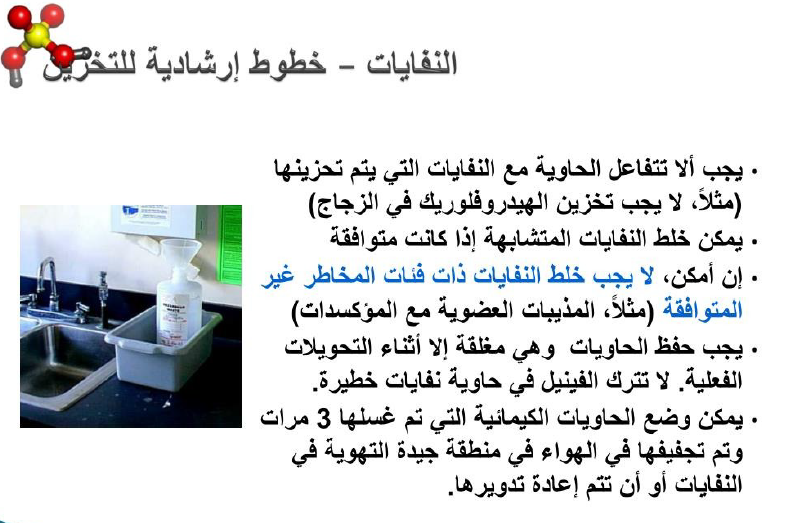 النفايات – خطوط إرشادية للتخزين
• يجب ألا تتفاعل الحاوية مع النفايات التي يتم تحزينها
(مثلاً، لا يجب تخزين الهيدروفلوريك في الزجاج)
• يمكن خلط النفايات المتشابهة إذا كانت متوافقة
• إن أمكن، لا يجب خلط النفايات ذات فئات المخاطر غير
المتوافقة (مثلاً، المذيبات العضوية مع المؤكسدات)
• يجب حفظ الحاويات وهي مغلقة إلا أثناء التحويلات
الفعلية. لا تترك الفينيل في حاوية نفايات خطيرة.
• يمكن وضع الحاويات الكيمائية التي تم غسلها 3 مرات
وتم تجفيفها في الهواء في منطقة جيدة التهوية في
النفايات أو أن تتم إعادة تدويرها.